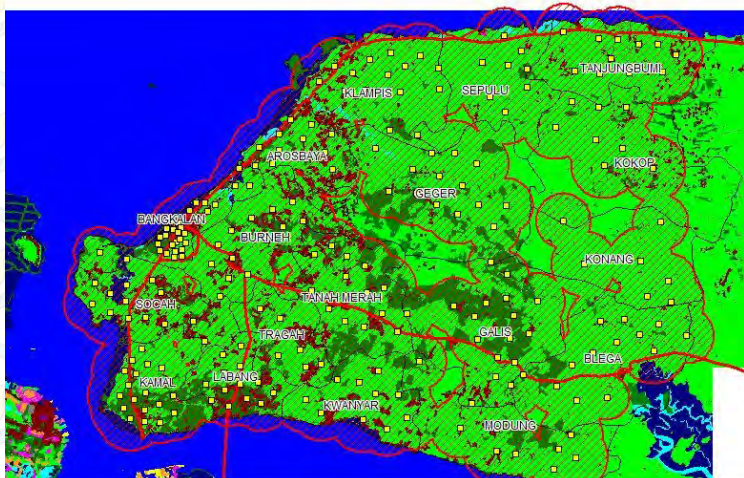 TANJUNGBUMI
KLAMPIS
SEPULU
AROSBAYA
KOKOP
GEGER
BANGKALAN
BURNEH
KONANG
SOCAH
TANAH MERAH
TRAGAH
GALIS
BLEGA
KAMAL
LABANG
KWANYAR
MODUNG